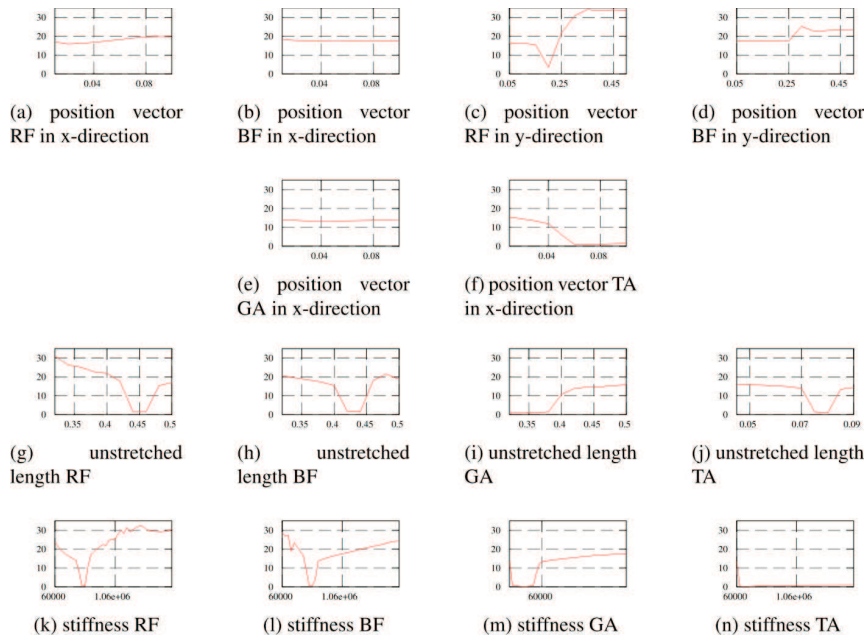 30 30 30 30
20 20 20 20
10 10 10 10
0 0 0 0
0.04 0.08 0.04 0.08 0.05 0.25 0.45 0.05 0.25 0.45
(a) position vector (b) position vector (c) position vector (d) position vector
RF in x-direction BF in x-direction RF in y-direction BF in y-direction
30 30
20 20
10 10
0 0
0.04 0.08 0.04 0.08
(e) position vector (f) position vector TA
GA in x-direction in x-direction
30 30 30 30
20 20 20 20
10 10 10 10
0 0 0 0
0.35 0.4 0.45 0.5 0.35 0.4 0.45 0.5 0.35 0.4 0.45 0.5 0.05 0.07 0.09
(g) unstretched (h) unstretched (i) unstretched length (j) unstretched length
length RF length BF GA TA
30 30 30 30
20 20 20 20
10 10 10 10
0 0 0 0
60000 1.06e+06 60000 1.06e+06 60000 60000 1.06e+06
(k) stiffness RF (l) stiffness BF (m) stiffness GA (n) stiffness TA